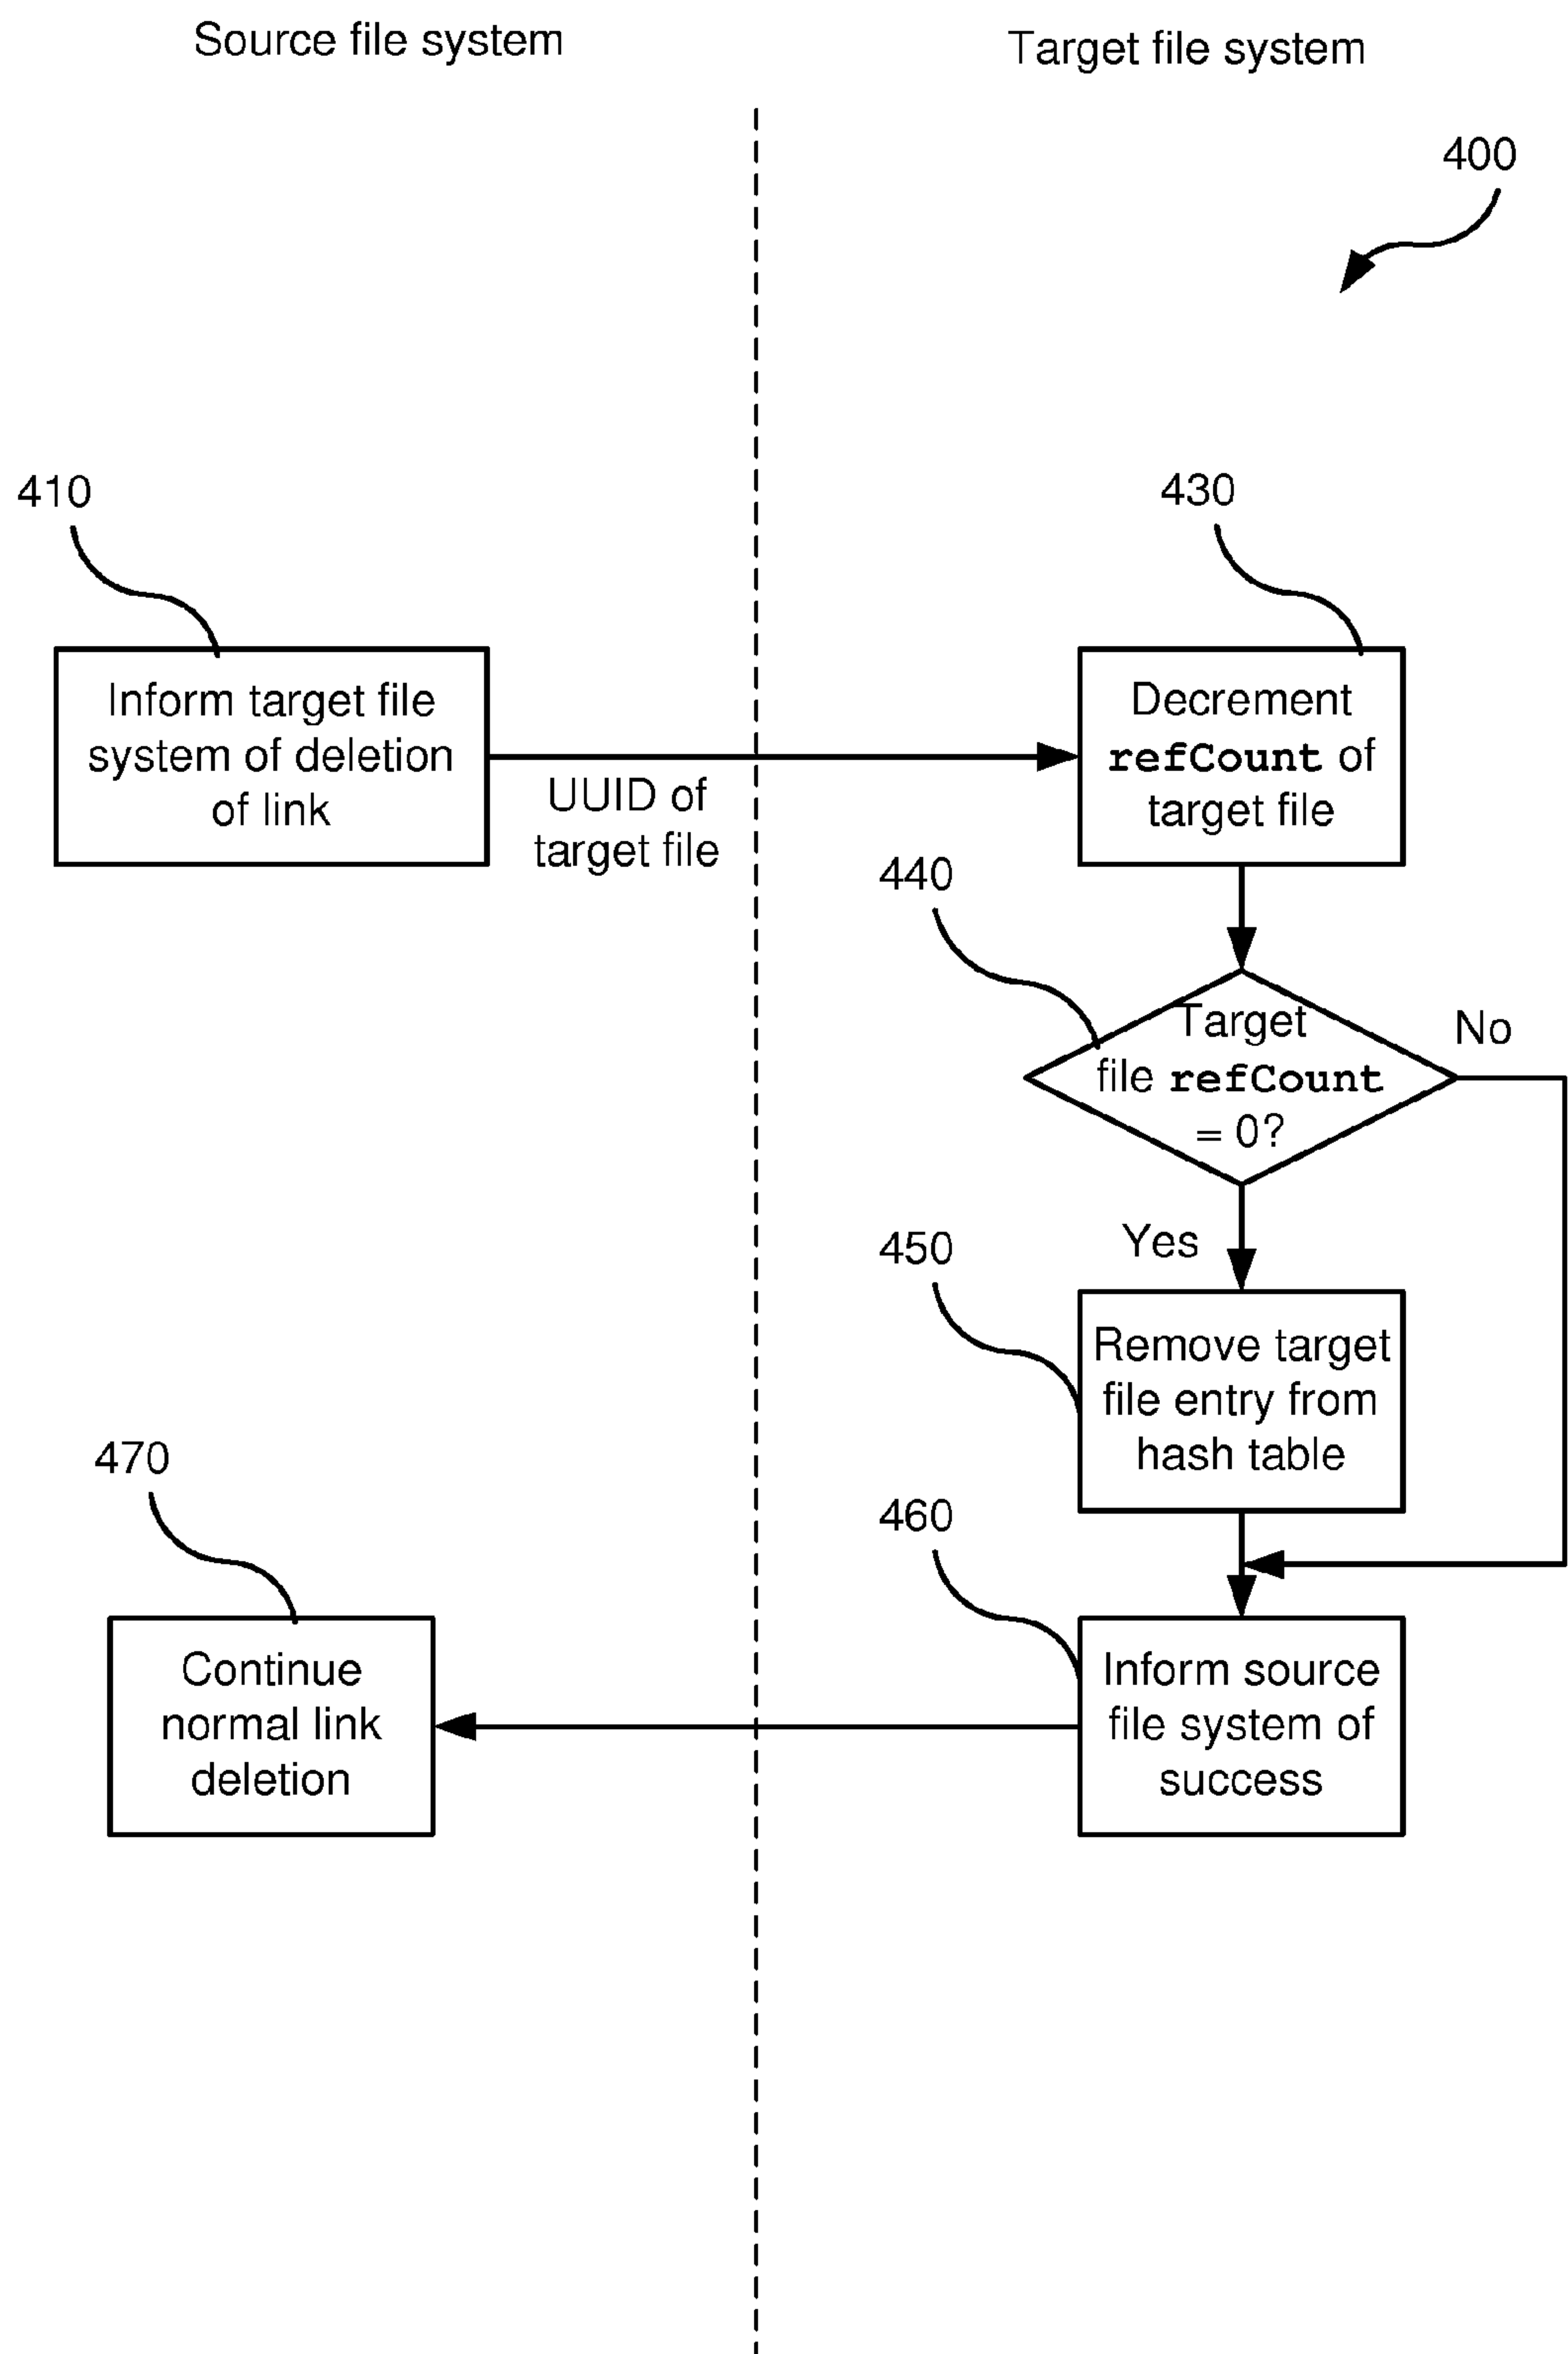 Source file system
Target file system
400
410
430
Inform target file
system of deletion
of link
UUID of
target file
Decrement
refCount of
target file
440
Target
file refCount
= 0?
No
Yes
450
Remove target
file entry from
hash table
470
460
Continue
normal link
deletion
Inform source
file system of
success